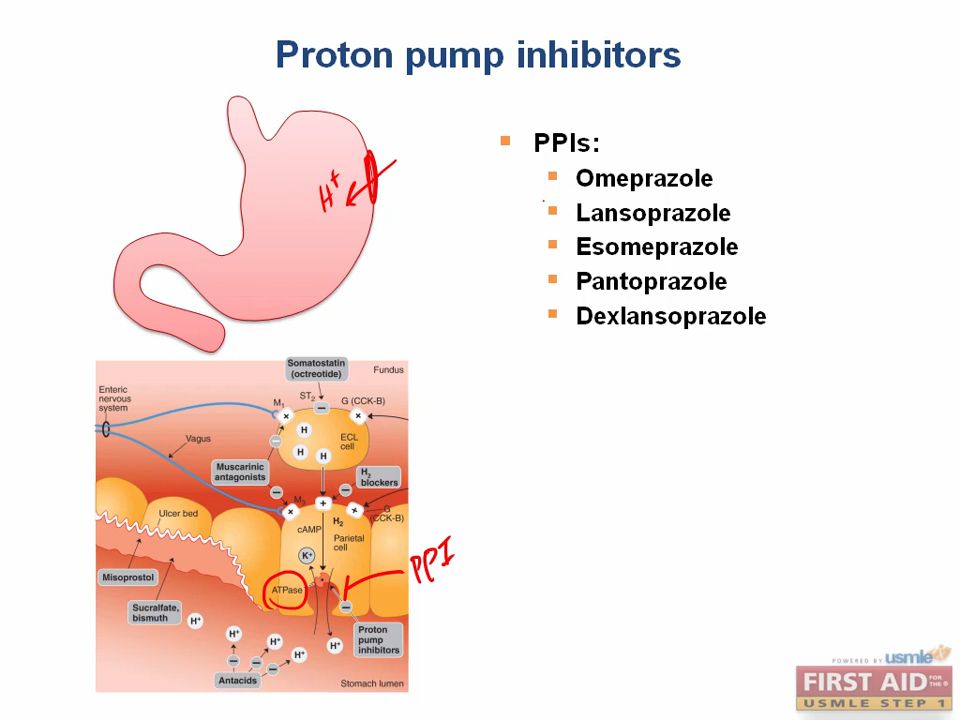 Proton pump inhibitors
H+
PPIs:
Omeprazole
Lansoprazole
Esomeprazole
Pantoprazole
Dexlansoprazole
Somatostatin
(octreotide)
Fundus
Enteric
nervous
system
ST2
M1
G (CCK-B)
H
H
H
ECL
cell
Vagus
Muscarinic
antagonists
H2
blockers
M3
G
(CCK-B)
Ulcer bed
cAMP
H2
Parietal
cell
K+
PPI
Misoprostol
ATPase
Sucralfate,
bismuth
H+
H+
H+
H+
H+
Proton
pump
inhibitors
Antacids
Stomach lumen
POWERED BY usmle
FIRST AID FOR THE ®
USMLE STEP 1